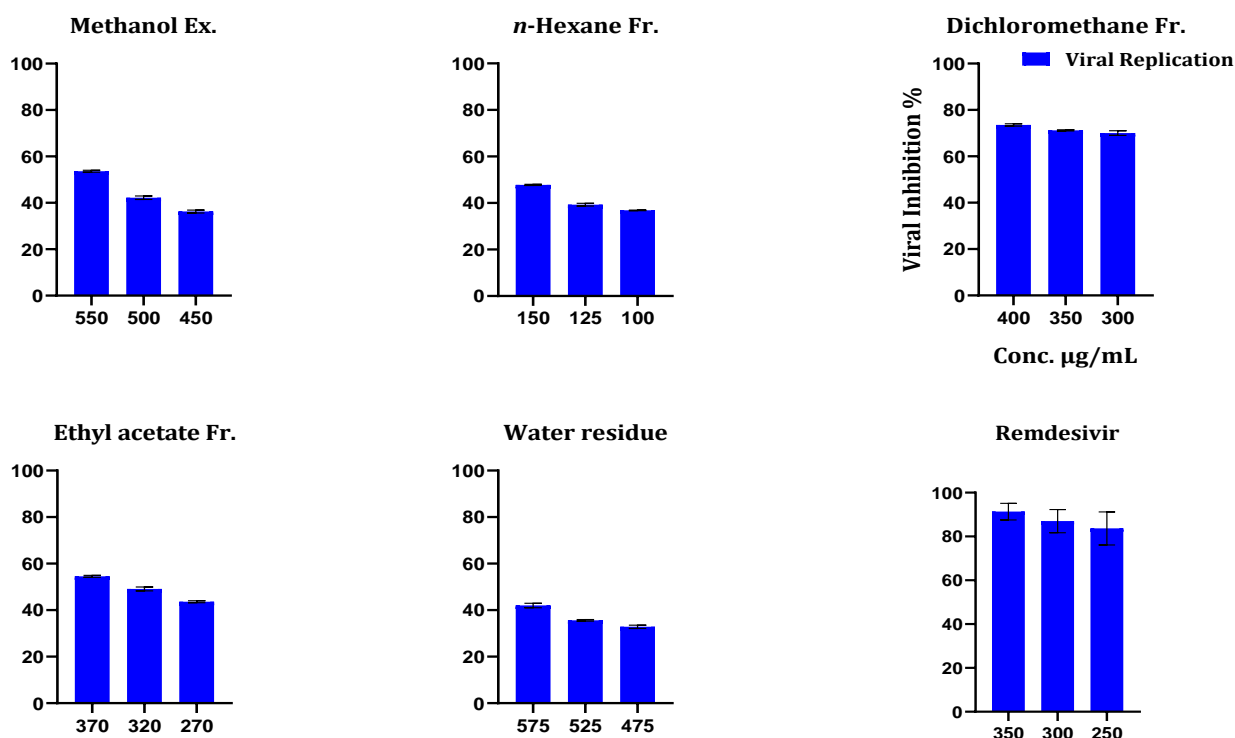 Methanol Ex.
100
80
60
40
20
0
550 500 450
n-Hexane Fr.
100
80
60
40
20
0
150 125 100
Dichloromethane Fr.
Viral Replication
Viral Inhibition %
100
80
60
40
20
0
400 350 300
Conc. µg/mL
Ethyl acetate Fr.
100
80
60
40
20
0
370 320 270
Water residue
100
80
60
40
20
0
575 525 475
Remdesivir
100
80
60
40
20
0
350 300 250